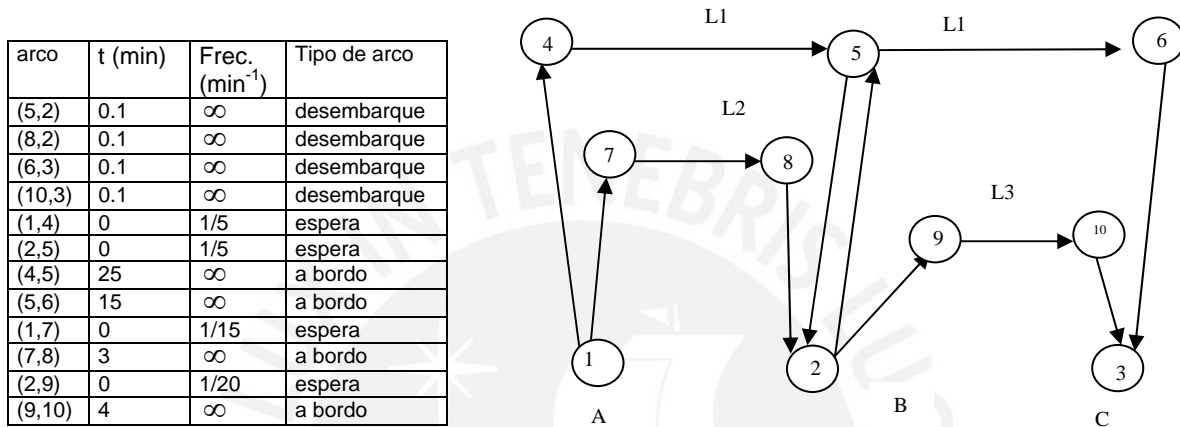 arco t (min) Frec. (min-1) Tipo de arco
(5,2) 0.1 ∞ desembarque
(8,2) 0.1 ∞ desembarque
(6,3) 0.1 ∞ desembarque
(10,3) 0.1 ∞ desembarque
(1,4) 0 1/5 espera
(2,5) 0 1/5 espera
(4,5) 25 ∞ a bordo
(5,6) 15 ∞ a bordo
(1,7) 0 1/15 espera
(7,8) 3 ∞ a bordo
(2,9) 0 1/20 espera
(9,10) 4 ∞ a bordo
L1 L1
4 5 6
L2
7 8
L3
9 10
1 2 3
A B C
IN TENEBRIS LU